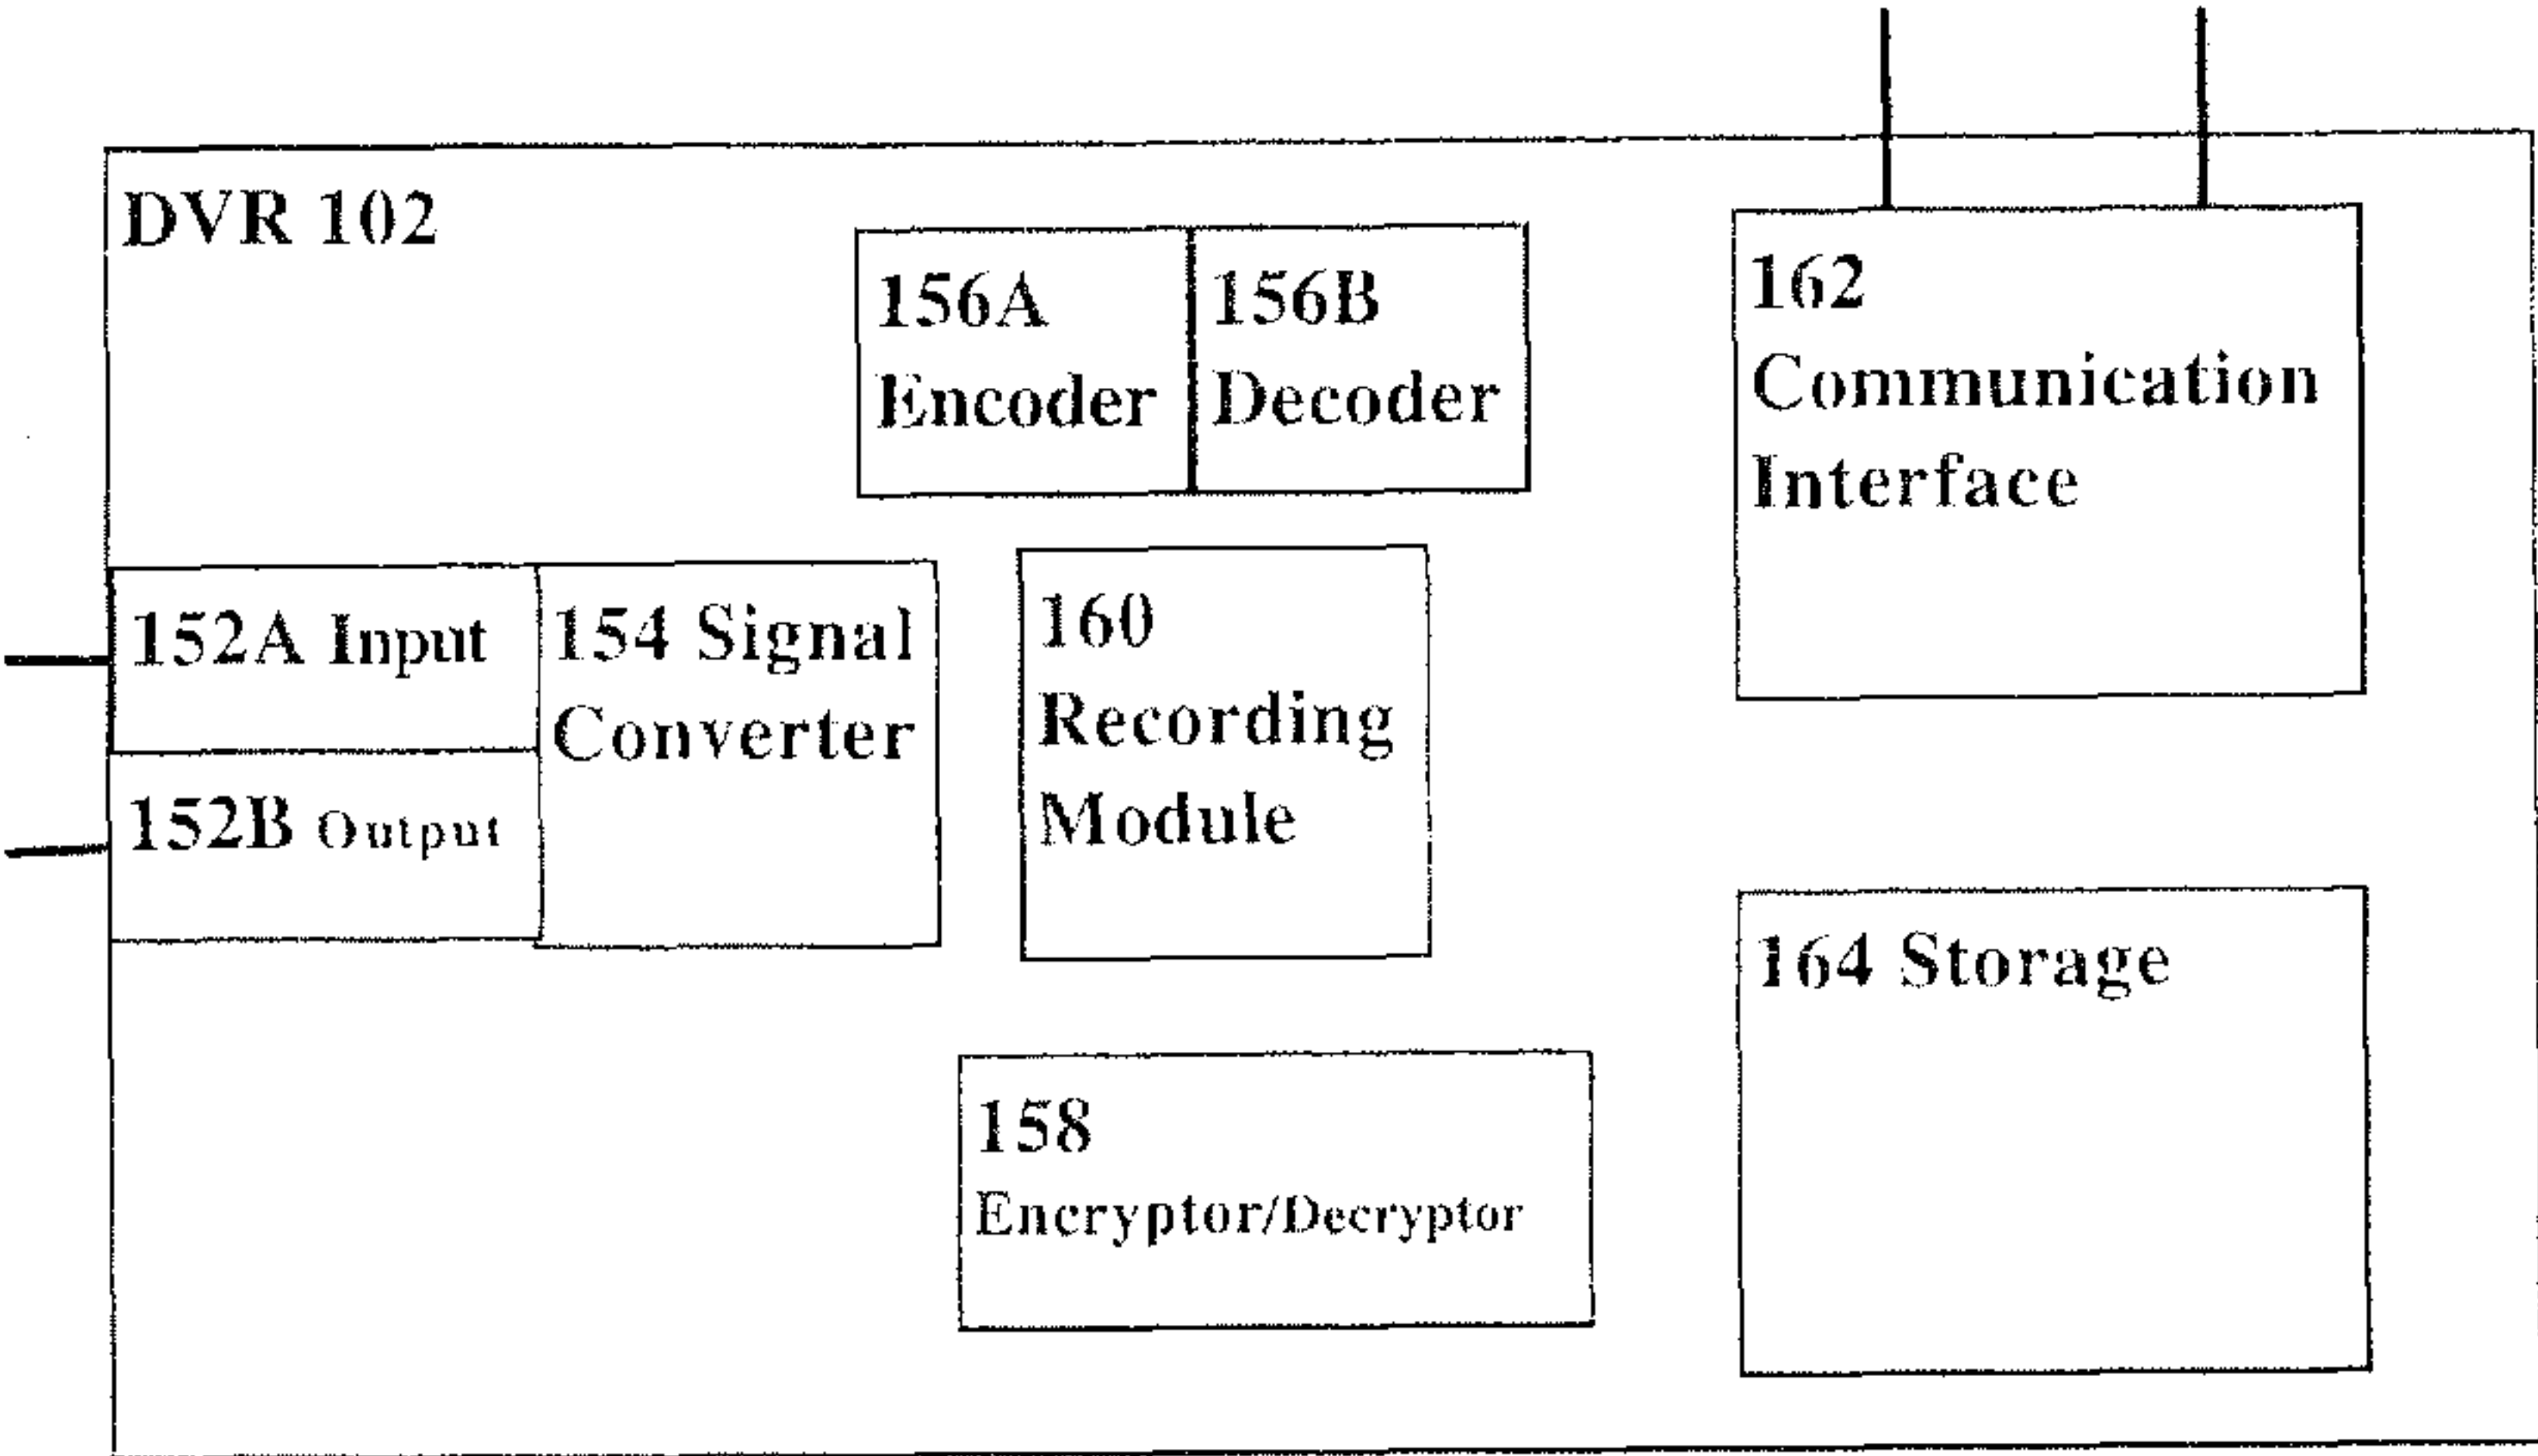 DVR 102
156A
Encoder
156B
Decoder
162
Communication
Interface
152A Input
152B Output
154 Signal
Converter
160
Recording
Module
164 Storage
158
Encryptor/Decryptor